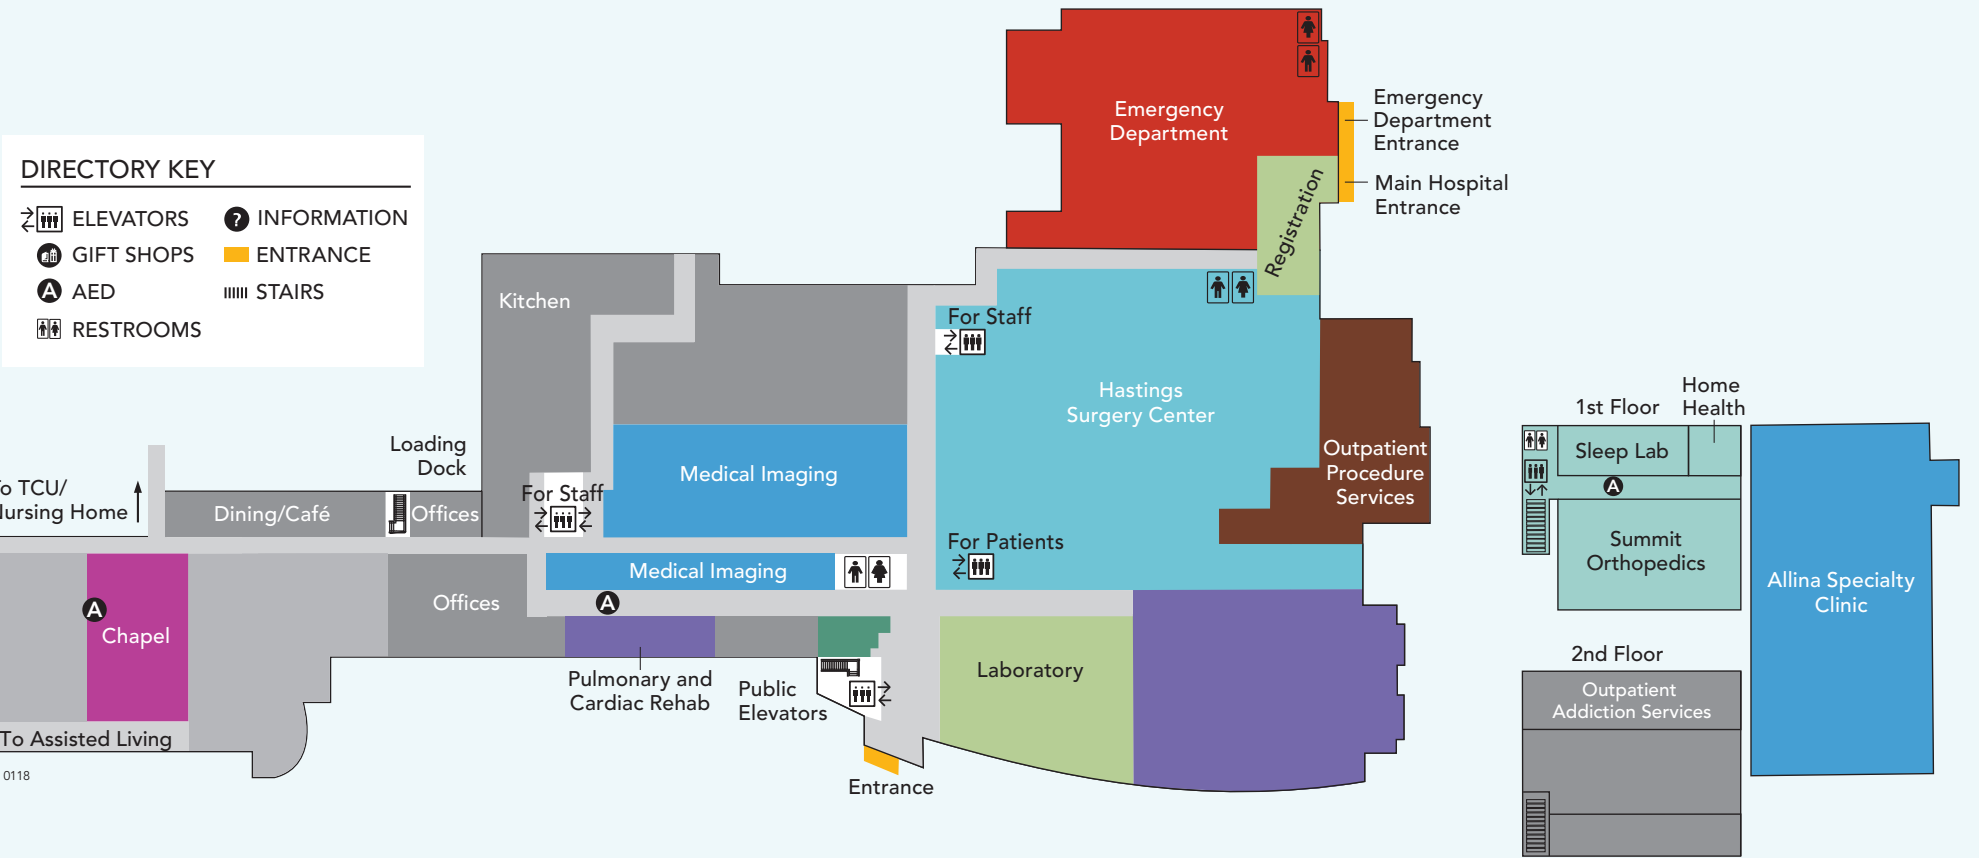 DIRECTORY KEY
ELEVATORS
INFORMATION
GIFT SHOPS
ENTRANCE
A AED
STAIRS
RESTROOMS
Emergency
Department
Emergency
Department
Entrance
Main Hospital
Entrance
Registration
Kitchen
For Staff
Hastings
Surgery Center
Outpatient
Procedure
Services
Loading
Dock
Medical Imaging
For Staff
To TCU/
Nursing Home
Dining/Café
Offices
For Patients
Medical Imaging
Offices
A
A
Chapel
Pulmonary and
Cardiac Rehab
Public
Elevators
Laboratory
To Assisted Living
0118
Entrance
1st Floor
Home
Health
Sleep Lab
A
Summit
Orthopedics
Allina Specialty
Clinic
2nd Floor
Outpatient
Addiction Services